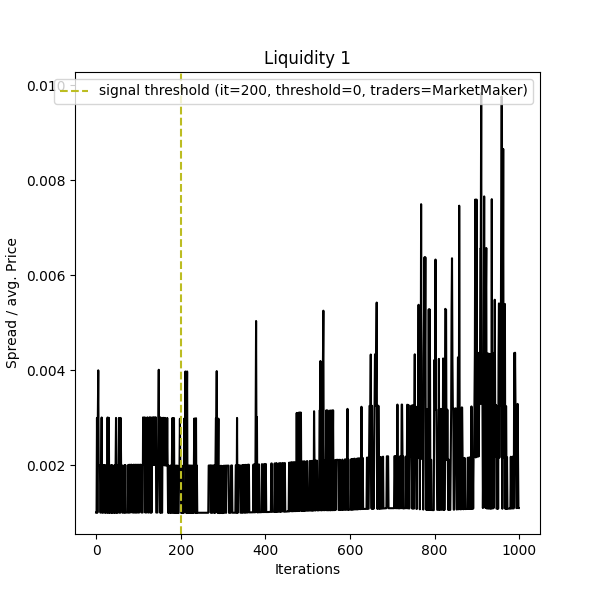 Liquidity 1
signal threshold (it=200, threshold=0, traders=MarketMaker)
0.010
0.008
0.006
0.004
0.002
Spread / avg. Price
0 200 400 600 800 1000
Iterations